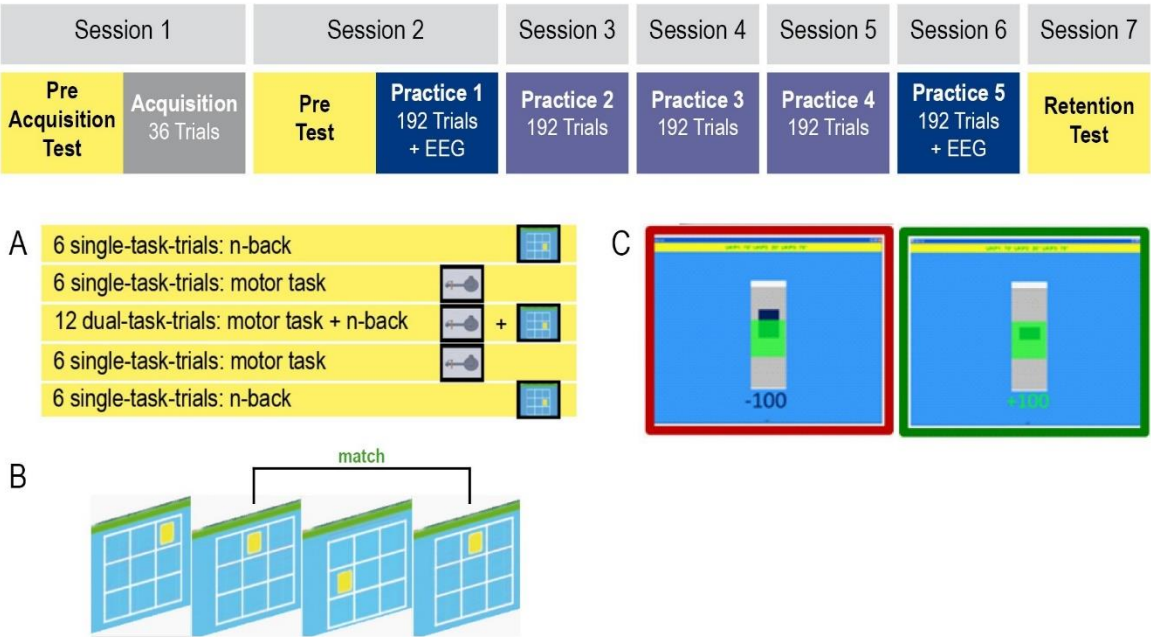 Session 1
Session 2
Session 3
Session 4
Session 5
Session 6
Session 7
Pre
Acquisition
Test
Acquisition
36 Trials
Pre
Test
Practice 1
192 Trials
+ EEG
Practice 2
192 Trials
Practice 3
192 Trials
Practice 4
192 Trials
Practice 5
192 Trials
+ EEG
Retention
Test
A
6 single-task-trials: n-back
6 single-task-trials: motor task
12 dual-task-trials: motor task + n-back
+
6 single-task-trials: motor task
6 single-task-trials: n-back
B
match
C
-100
+100